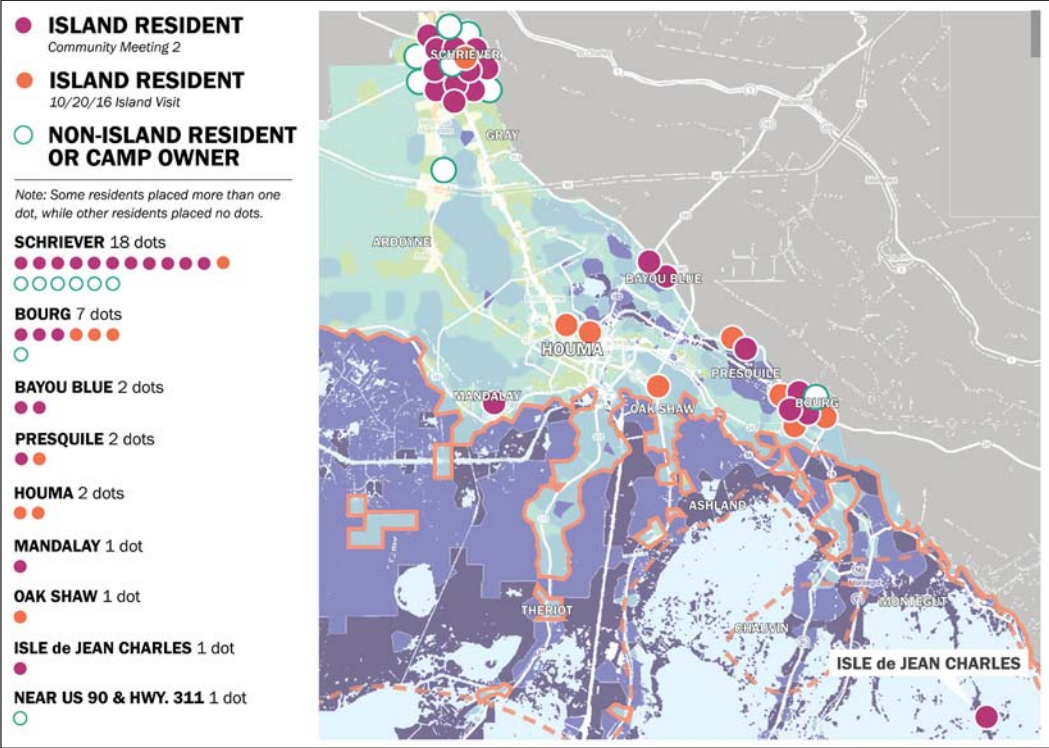 ISLAND RESIDENT
Community Meeting 2
ISLAND RESIDENT
10/20/16 Island Visit
NON-ISLAND RESIDENT
OR CAMP OWNER
Note: Some residents placed more than one
dot, while other residents placed no dots.
SCHRIEVER 18 dots
BOURG 7 dots
BAYOU BLUE 2 dots
PRESQUILE 2 dots
HOUMA 2 dots
MANDALAY 1 dot
OAK SHAW 1 dot
ISLE de JEAN CHARLES 1 dot
NEAR US 90 & HWY. 311 1 dot
SCHRIEVER
GRAY
ARDOYNE
BAYOU BLUE
HOUMA
PRESQUILE
MANDALAY
OAK SHAW
BOURG
ASHLAND
THERIOT
MONTEGUT
CHAUVIN
ISLE de JEAN CHARLES